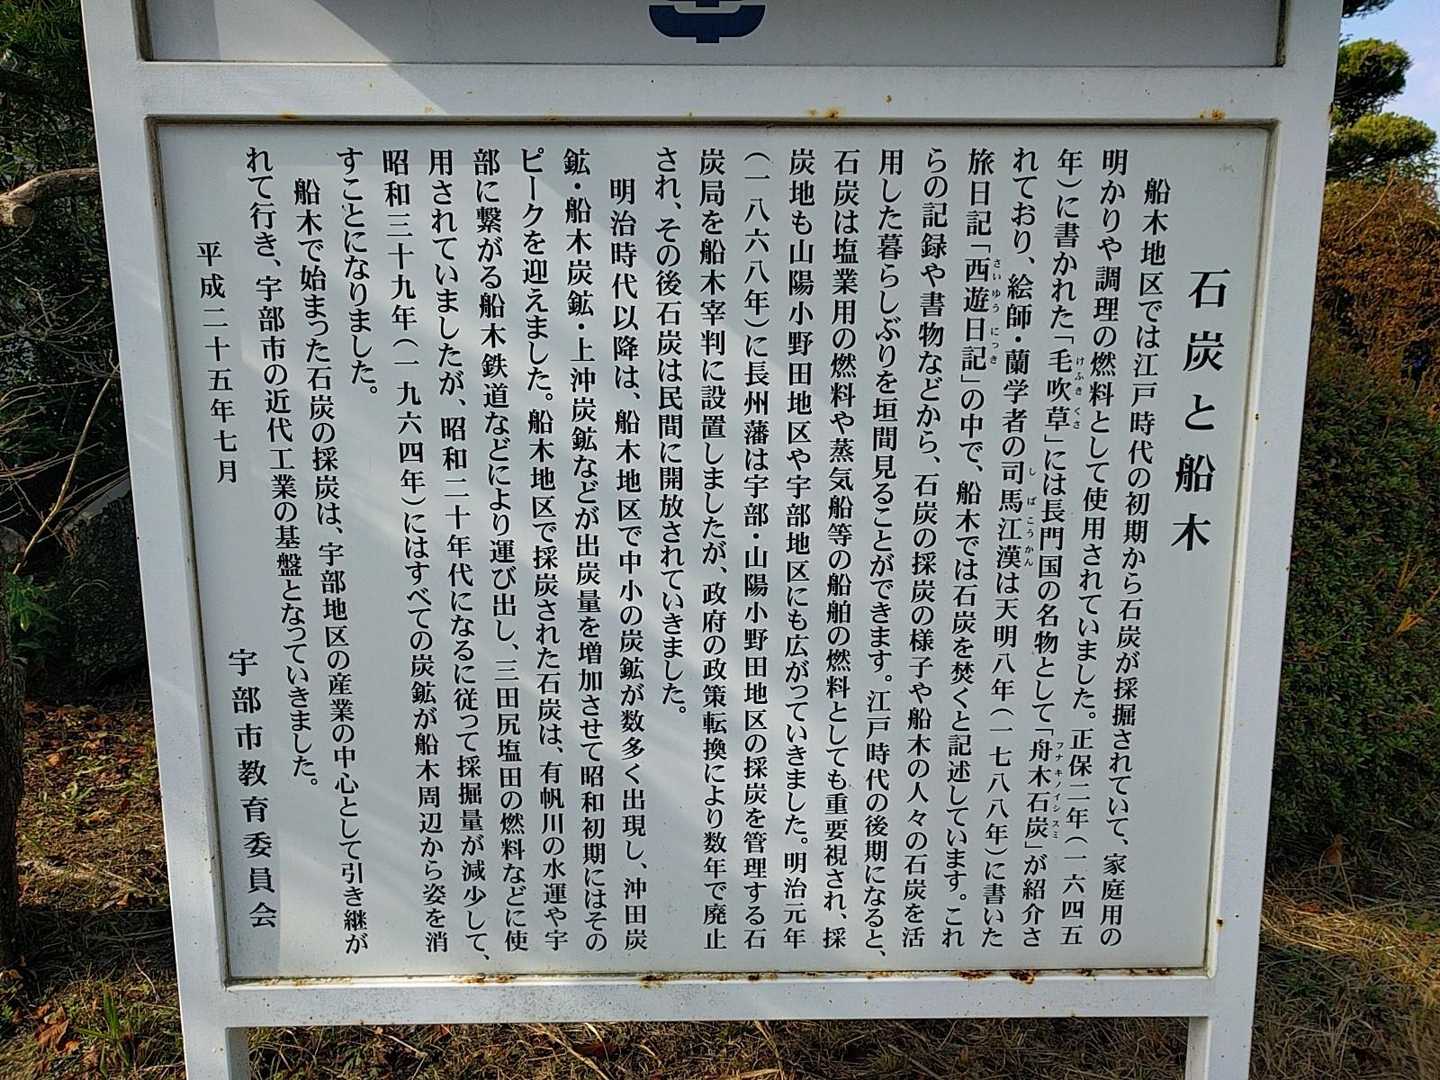 石炭と船木
船木地区では江戸時代の初期から石炭が採掘されていて、家庭用の
明かりや調理の燃料として使用されていました。正保二年(一六四五
年)に書かれた「毛吹草」には長門国の名物として「舟木石炭」が紹介さ
けふきくさ
フナキノイシスミ
れており、絵師・蘭学者の司馬江漢は天明八年(一七八八年)に書いた
しばこうかん
旅日記「西遊日記」の中で、船木では石炭を焚くと記述しています。これ
さいゆうにっき
らの記録や書物などから、石炭の採炭の様子や船木の人々の石炭を活
用した暮らしぶりを垣間見ることができます。江戸時代の後期になると、
石炭は塩業用の燃料や蒸気船等の船舶の燃料としても重要視され、採
炭地も山陽小野田地区や宇部地区にも広がっていきました。明治元年
(一八六八年)に長州藩は宇部・山陽小野田地区の採炭を管理する石
炭局を船木宰判に設置しましたが、政府の政策転換により数年で廃止
され、その後石炭は民間に開放されていきました。
明治時代以降は、船木地区で中小の炭鉱が数多く出現し、沖田炭
鉱・船木炭鉱・上沖炭鉱などが出炭量を増加させて昭和初期にはその
ピークを迎えました。船木地区で採炭された石炭は、有帆川の水運や宇
部に繋がる船木鉄道などにより運び出し、三田尻塩田の燃料などに使
用されていましたが、昭和二十年代になるに従って採掘量が減少して、
昭和三十九年(一九六四年)にはすべての炭鉱が船木周辺から姿を消
すことになりました。
船木で始まった石炭の採炭は、宇部地区の産業の中心として引き継が
れて行き、宇部市の近代工業の基盤となっていきました。
平成二十五年七月
宇部市教育委員会